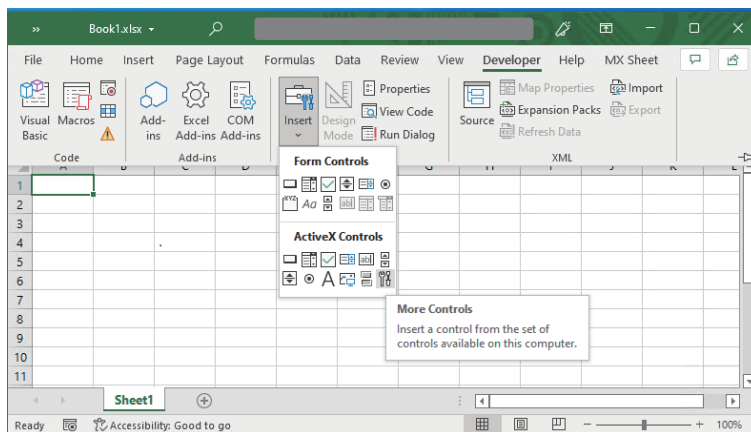 Book1.xlsx
File Home Insert Page Layout Formulas Data Review View Developer Help MX Sheet
Visual Basic
Macros
Add-ins
Excel Add-ins
COM Add-ins
Insert
Design Mode
Properties
View Code
Run Dialog
Source
Map Properties
Expansion Packs
Refresh Data
Import
Export
Code Add-ins XML
Form Controls
XYZ Aa ab
ActiveX Controls
ab
A
More Controls
Insert a control from the set of
controls available on this computer.
1
2
3
4
5
6
7
8
9
10
11
Sheet1
Ready Accessibility: Good to go 100%